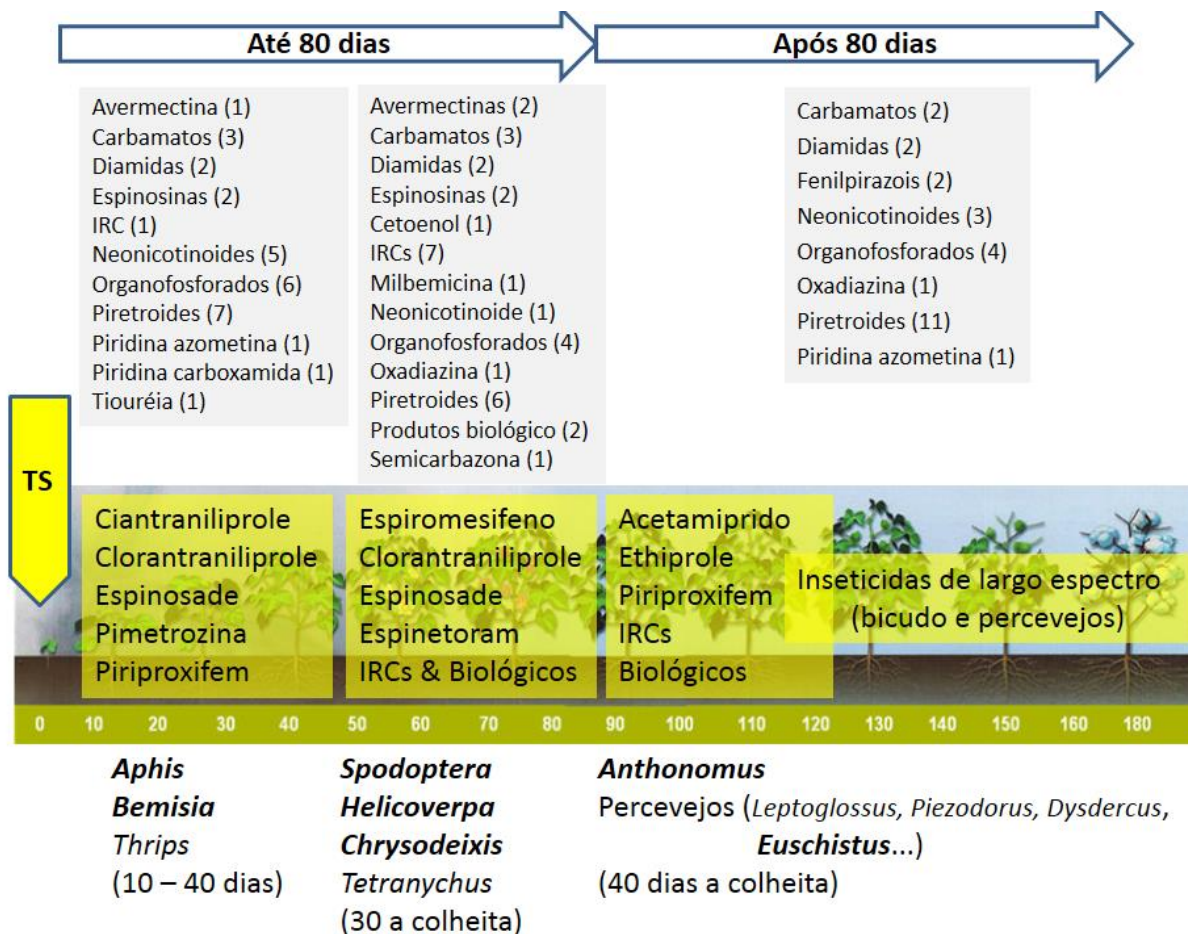 Até 80 dias
Após 80 dias
Avermectina (1)
Carbamatos (3)
Diamidas (2)
Espinosinas (2)
IRC (1)
Neonicotinoides (5)
Organofosforados (6)
Piretroides (7)
Piridina azometina (1)
Piridina carboxamida (1)
Tiouréia (1)
Avermectinas (2)
Carbamatos (3)
Diamidas (2)
Espinosinas (2)
Cetoenol (1)
IRCs (7)
Milbemicina (1)
Neonicotinoide (1)
Organofosforados (4)
Oxadiazina (1)
Piretroides (6)
Produtos biológico (2)
Semicarbazona (1)
Carbamatos (2)
Diamidas (2)
Fenilpirazois (2)
Neonicotinoides (3)
Organofosforados (4)
Oxadiazina (1)
Piretroides (11)
Piridina azometina (1)
TS
Ciantraniliprole
Clorantraniliprole
Espinosade
Pimetrozina
Piriproxifem
Espiromesifeno
Clorantraniliprole
Espinosade
Espinetoram
IRCs & Biológicos
Acetamiprido
Ethiprole
Piriproxifem
IRCs
Biológicos
Inseticidas de largo espectro
(bicudo e percevejos)
0 10 20 30 40 50 60 70 80 90 100 110 120 130 140 150 160 180
Aphis
Bemisia
Thrips
(10 – 40 dias)
Spodoptera
Helicoverpa
Chrysodeixis
Tetranychus
(30 a colheita)
Anthonomus
Percevejos (Leptoglossus, Piezodorus, Dysdercus,
Euschistus...)
(40 dias a colheita)